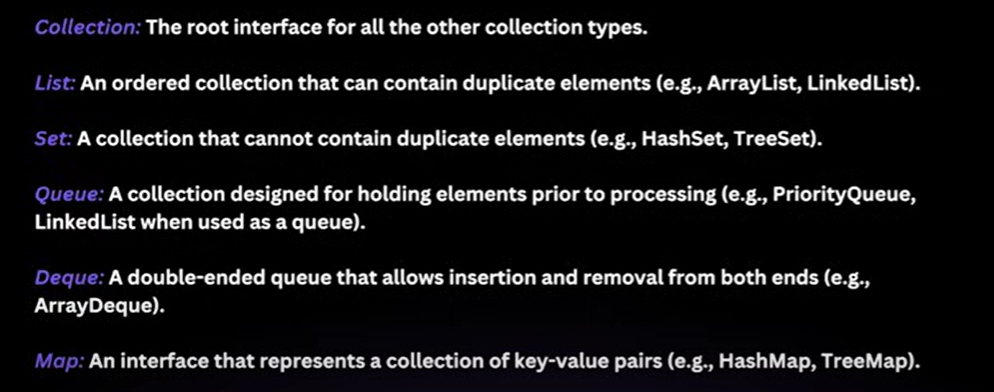 Collection: The root interface for all the other collection types.
List: An ordered collection that can contain duplicate elements (e.g., ArrayList, LinkedList).
Set: A collection that cannot contain duplicate elements (e.g., HashSet, TreeSet).
Queue: A collection designed for holding elements prior to processing (e.g., PriorityQueue,
LinkedList when used as a queue).
Deque: A double-ended queue that allows insertion and removal from both ends (e.g.,
ArrayDeque).
Map: An interface that represents a collection of key-value pairs (e.g., HashMap, TreeMap).